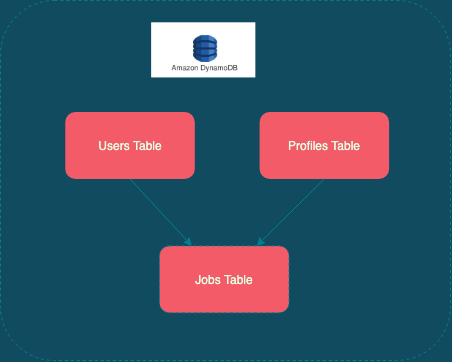 Amazon DynamoDB
Users Table
Profiles Table
Jobs Table